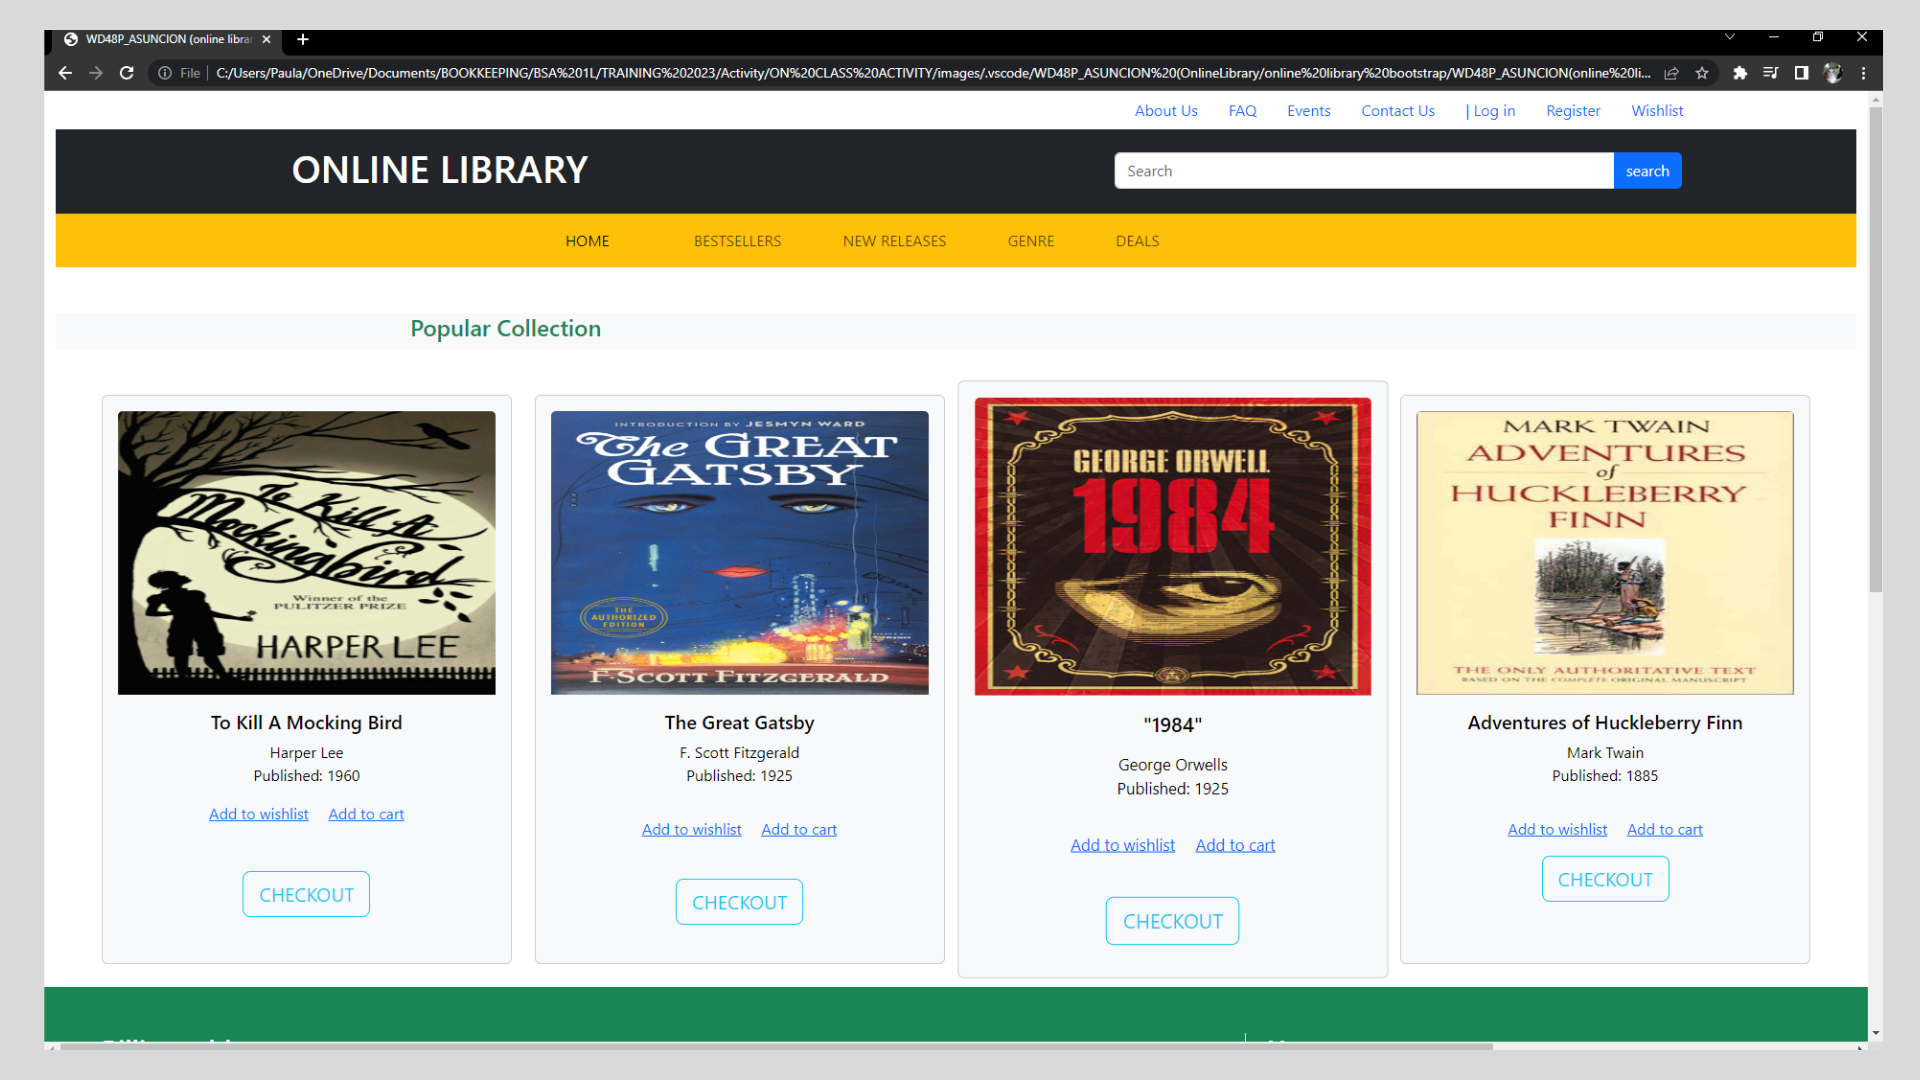 WD48P_ASUNCION (online librar
File | C:/Users/Paula/OneDrive/Documents/BOOKKEEPING/BSA%201L/TRAINING%202023/Activity/ON%20CLASS%20ACTIVITY/images/.vscode/WD48P_ASUNCION%20(OnlineLibrary/online%20library%20bootstrap/WD48P_ASUNCION(online%20li...
About Us FAQ Events Contact Us | Log in Register Wishlist
ONLINE LIBRARY
Search search
HOME BESTSELLERS NEW RELEASES GENRE DEALS
Popular Collection
To Kill A
Mockingbird
Winner of the
PULITZER PRIZE
HARPER LEE
To Kill A Mocking Bird
Harper Lee
Published: 1960
Add to wishlist Add to cart
CHECKOUT
INTRODUCTION BY JESMYN WARD
The GREAT
GATSBY
THE
AUTHORIZED
EDITION
F·SCOTT FITZGERALD
The Great Gatsby
F. Scott Fitzgerald
Published: 1925
Add to wishlist Add to cart
CHECKOUT
GEORGE ORWELL
1984
"1984"
George Orwells
Published: 1925
Add to wishlist Add to cart
CHECKOUT
MARK TWAIN
ADVENTURES
of
HUCKLEBERRY
FINN
THE ONLY AUTHORITATIVE TEXT
BASED ON THE COMPLETE ORIGINAL MANUSCRIPT
Adventures of Huckleberry Finn
Mark Twain
Published: 1885
Add to wishlist Add to cart
CHECKOUT